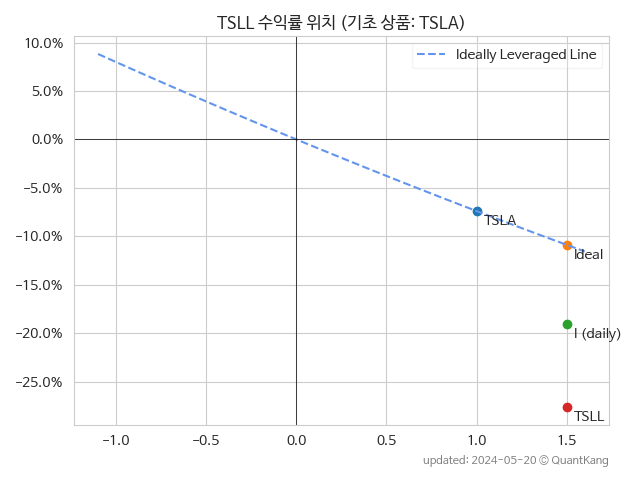 TSLL 수익률 위치 (기초 상품: TSLA)
10.0%
Ideally Leveraged Line
5.0%
0.0%
−5.0%
TSLA
−10.0%
Ideal
−15.0%
−20.0%
I (daily)
−25.0%
TSLL
−1.0 −0.5 0.0 0.5 1.0 1.5
updated: 2024-05-20 © QuantKang